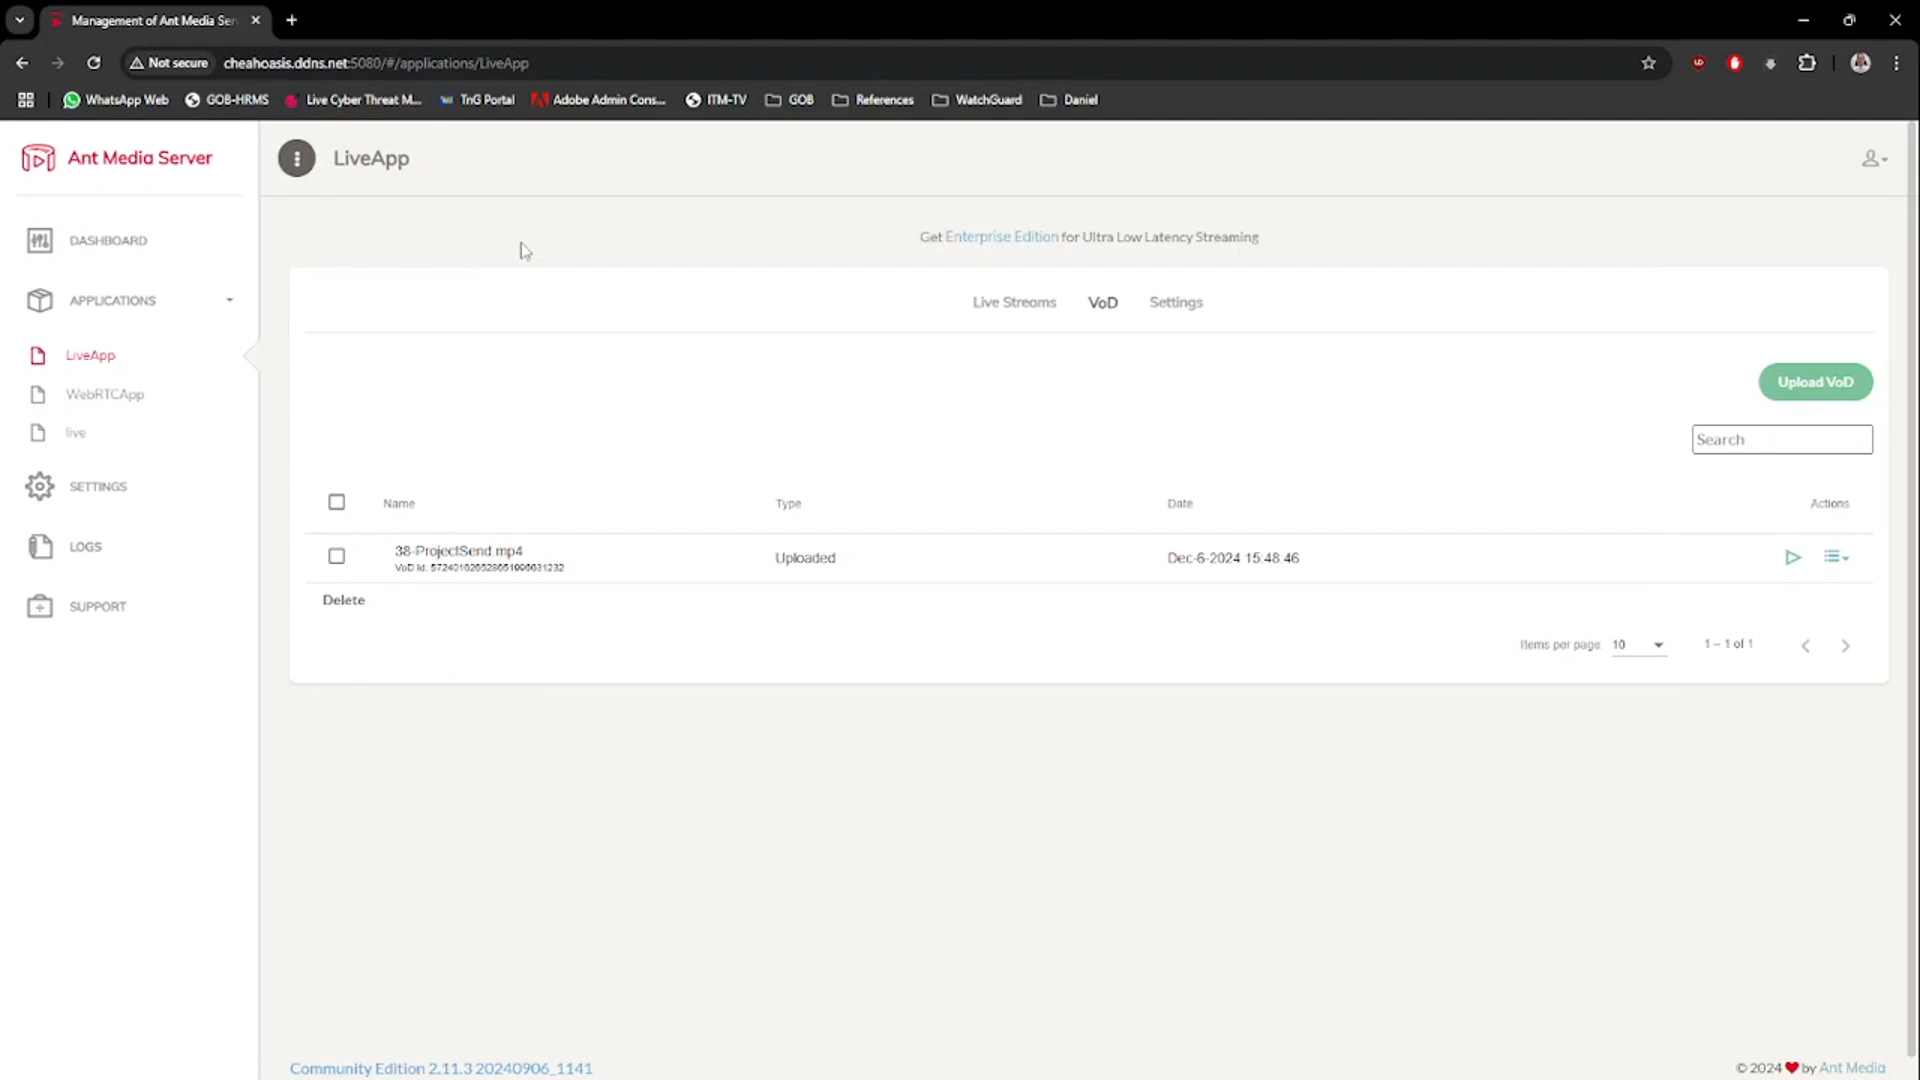 Management of Ant Media Ser
Not secure
cheahoasis.ddns.net:5080/#/applications/LiveApp
WhatsApp Web
GOB-HRMS
Live Cyber Threat M...
TnG Portal
Adobe Admin Cons...
ITM-TV
GOB
References
WatchGuard
Daniel
Ant Media Server
LiveApp
DASHBOARD
APPLICATIONS
LiveApp
WebRTCApp
live
SETTINGS
LOGS
SUPPORT
Get Enterprise Edition for Ultra Low Latency Streaming
Live Streams
VoD
Settings
Upload VoD
Search
Name
Type
Date
Actions
38-ProjectSend.mp4
Uploaded
Dec-6-2024 15:48:46
VoD Id:
Delete
Items per page:
10
1 – 1 of 1
Community Edition 2.11.3 20240906_1141
© 2024 by Ant Media